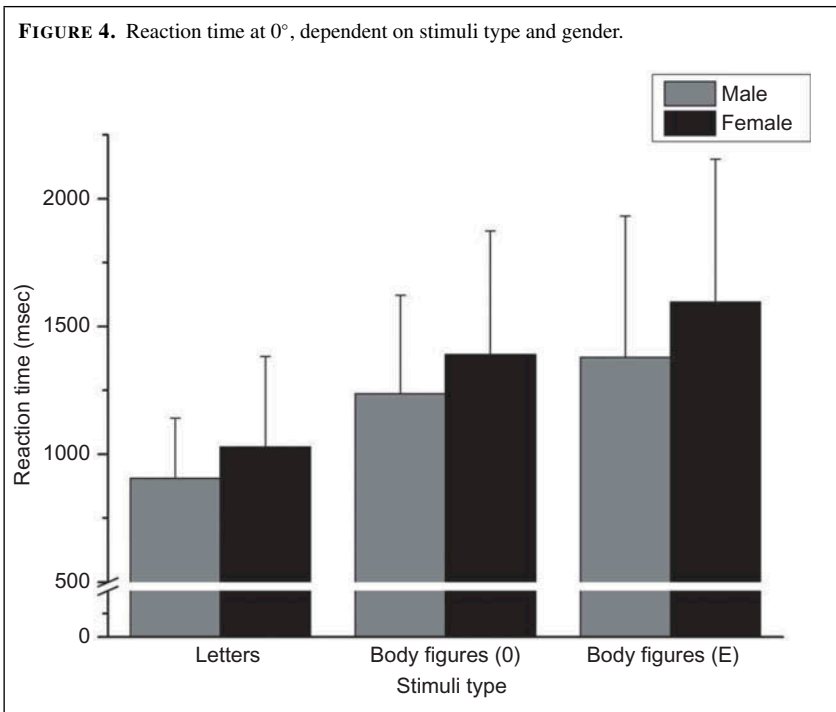 FIGURE 4. Reaction time at 0°, dependent on stimuli type and gender.
Male
Female
2000
1500
1000
500
0
Reaction time (msec)
Letters Body figures (0) Body figures (E)
Stimuli type